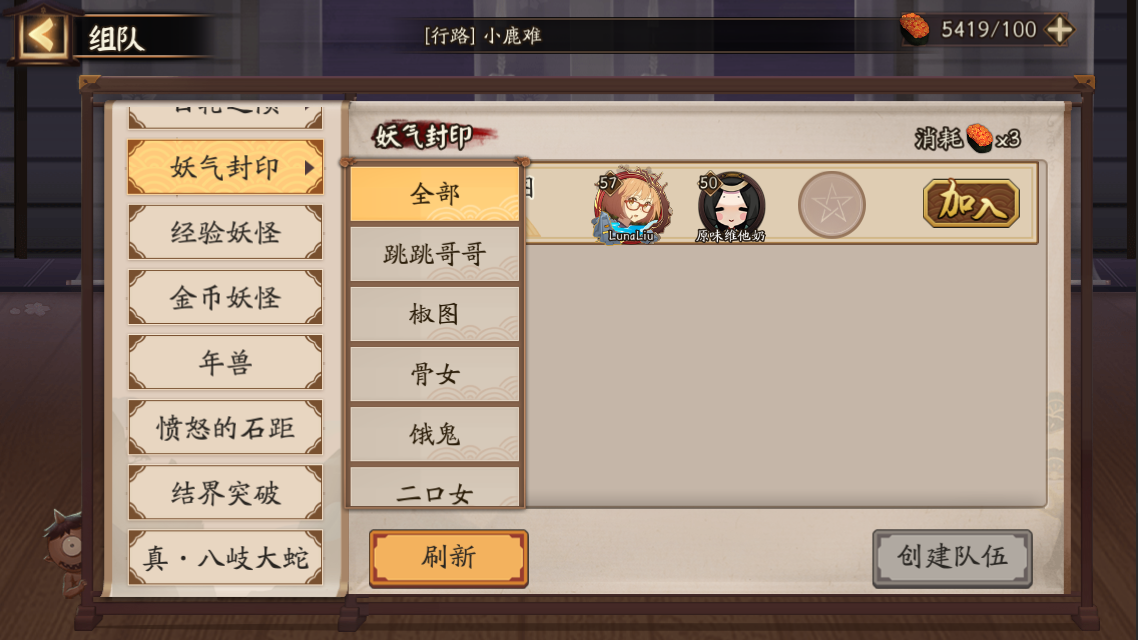 组队
[行路] 小鹿难
5419/100
妖气封印
经验妖怪
金币妖怪
年兽
愤怒的石距
结界突破
真·八岐大蛇
妖气封印
消耗 x3
全部
跳跳哥哥
椒图
骨女
饿鬼
二口女
57
LunaLiu
50
原味维他奶
加入
刷新
创建队伍